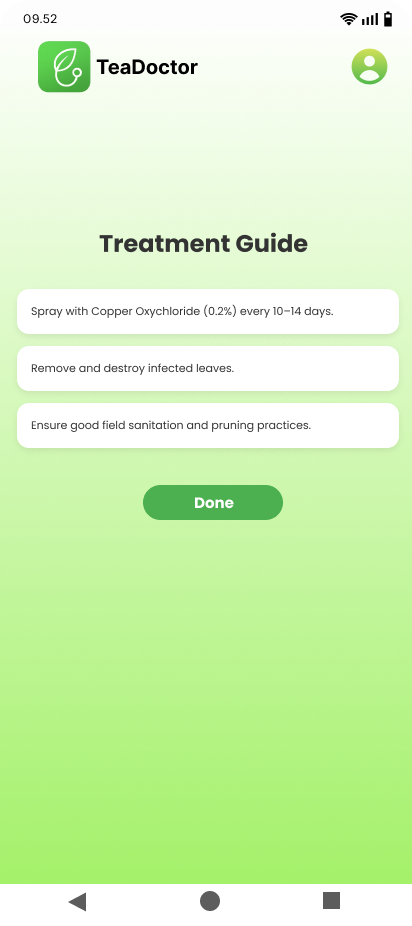 09.52
TeaDoctor
Treatment Guide
Spray with Copper Oxychloride (0.2%) every 10–14 days.
Remove and destroy infected leaves.
Ensure good field sanitation and pruning practices.
Done